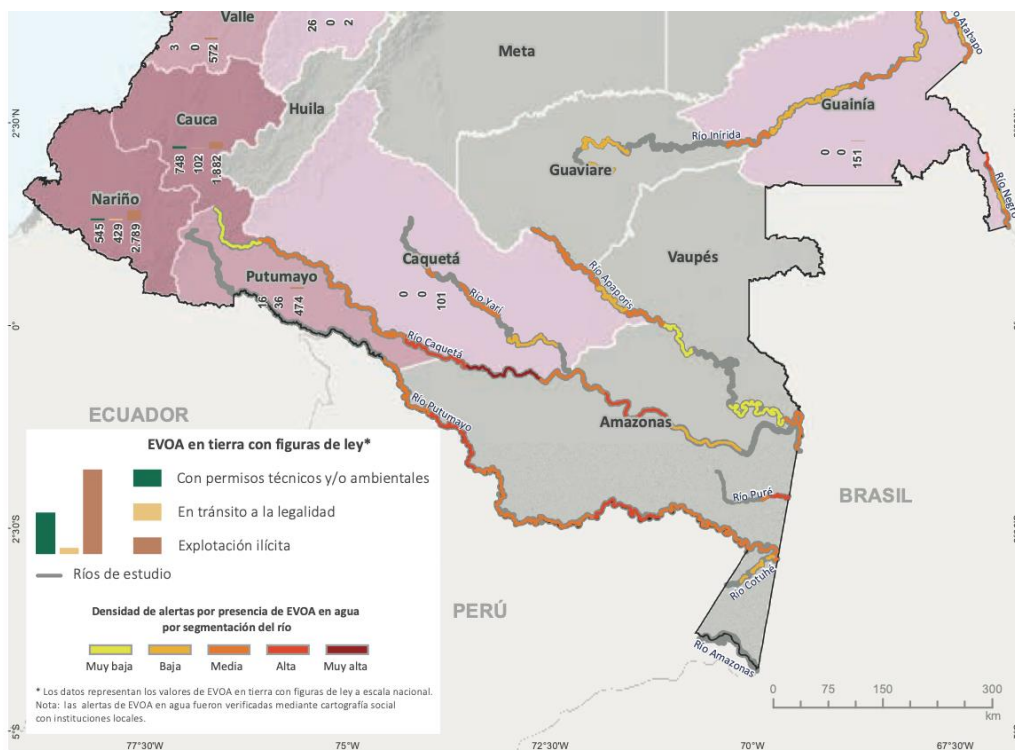 Valle
3
0
572
26
0
2
Meta
Río Atabapo
2°30'N
Cauca
748
102
1.882
Huila
Río Inírida
Guainía
0
0
151
Guaviare
Río Negro
Nariño
545
429
2.789
Putumayo
16
36
474
Caquetá
0
0
101
Río Yarí
Río Apaporis
Vaupés
0°
Río Caquetá
Río Putumayo
Amazonas
ECUADOR
BRASIL
PERÚ
Río Puré
Río Cotuhé
Río Amazonas
2°30'S
5°S
EVOA en tierra con figuras de ley*
Con permisos técnicos y/o ambientales
En tránsito a la legalidad
Explotación ilícita
Ríos de estudio
Densidad de alertas por presencia de EVOA en agua
por segmentación del río
Muy baja
Baja
Media
Alta
Muy alta
* Los datos representan los valores de EVOA en tierra con figuras de ley a escala nacional.
Nota: las alertas de EVOA en agua fueron verificadas mediante cartografía social
con instituciones locales.
0
75
150
300
km
77°30'W
75°W
72°30'W
70°W
67°30'W